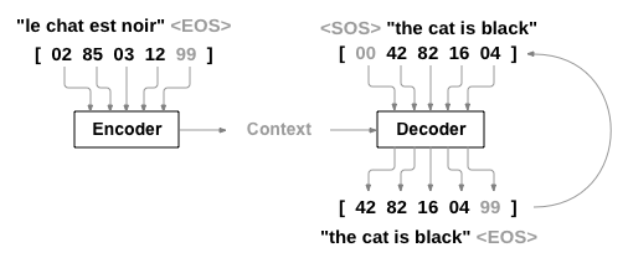 "le chat est noir" <EOS>
[ 02 85 03 12 99 ]
Encoder
Context
<SOS> "the cat is black"
[ 00 42 82 16 04 ]
Decoder
[ 42 82 16 04 99 ]
"the cat is black" <EOS>